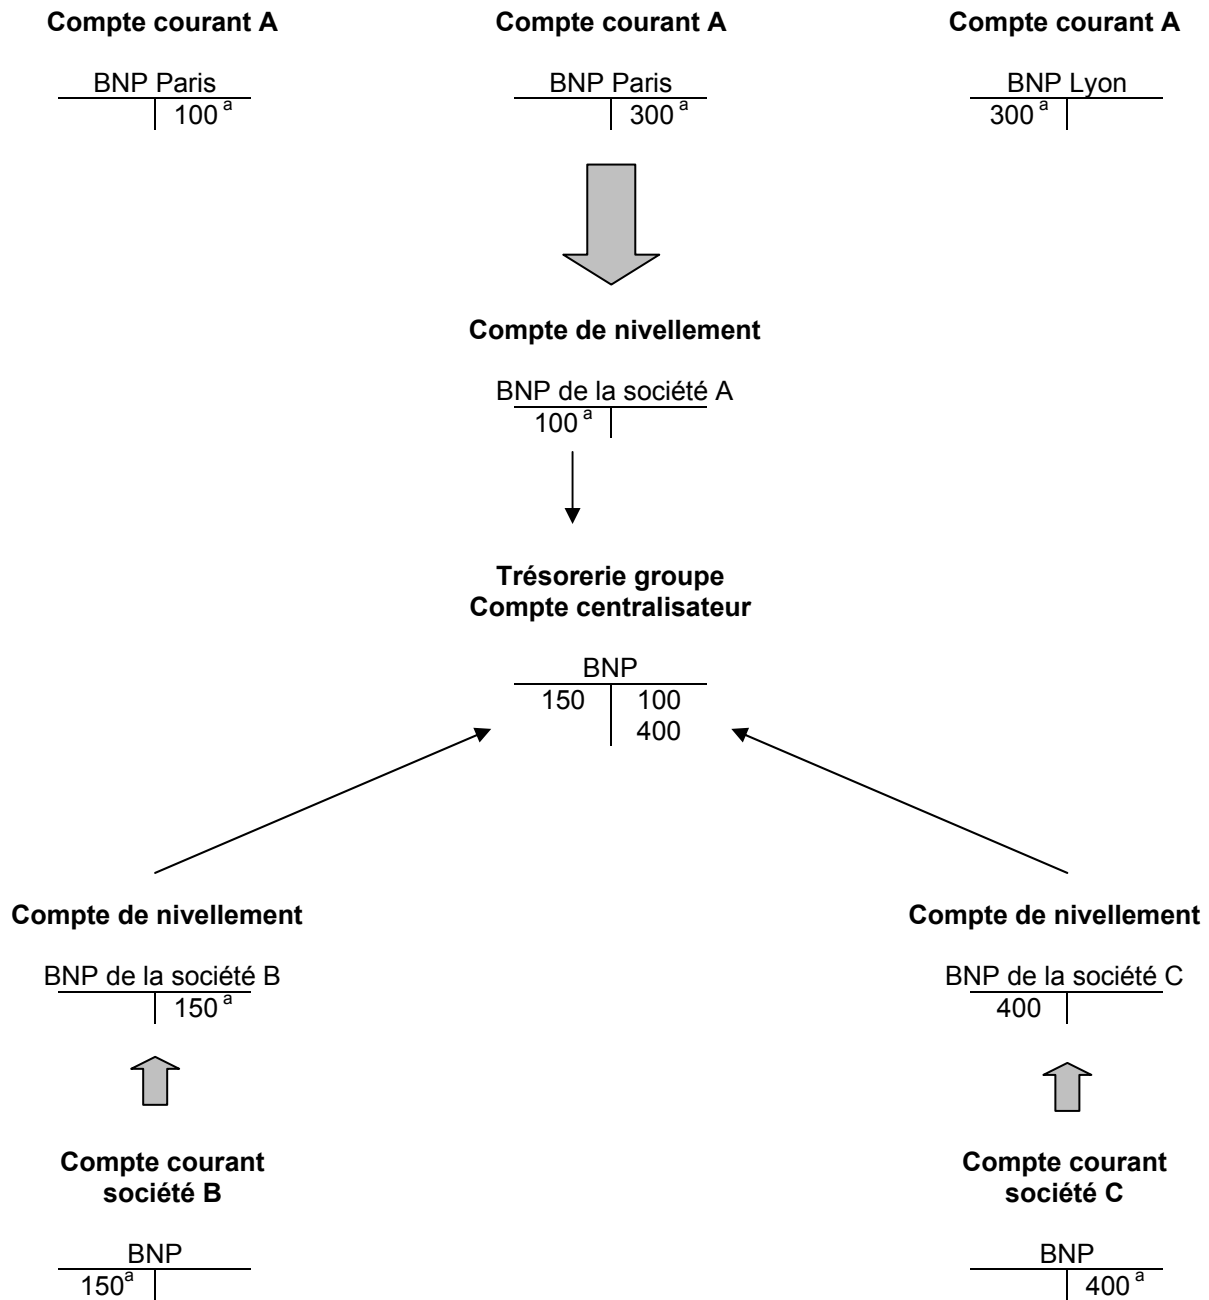 Compte courant A
Compte courant A
Compte courant A
BNP Paris
BNP Paris
BNP Lyon
100 a
300 a
300 a
Compte de nivellement
BNP de la société A
100 a
Trésorerie groupe
Compte centralisateur
BNP
150 100
400
Compte de nivellement
Compte de nivellement
BNP de la société B
BNP de la société C
150 a
400
Compte courant
société B
Compte courant
société C
BNP
BNP
150 a
400 a